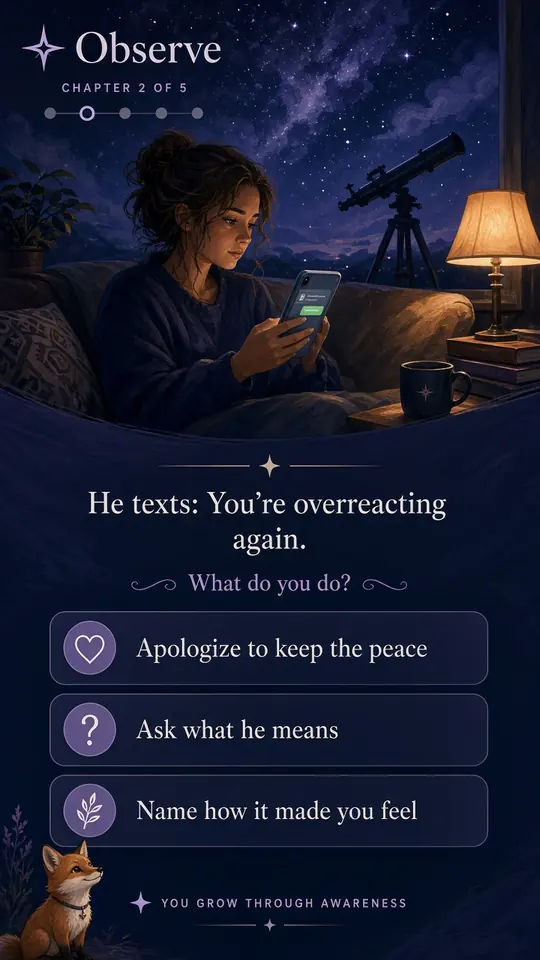 Observe
CHAPTER 2 OF 5
He texts: You’re overreacting
again.
What do you do?
Apologize to keep the peace
? Ask what he means
Name how it made you feel
YOU GROW THROUGH AWARENESS